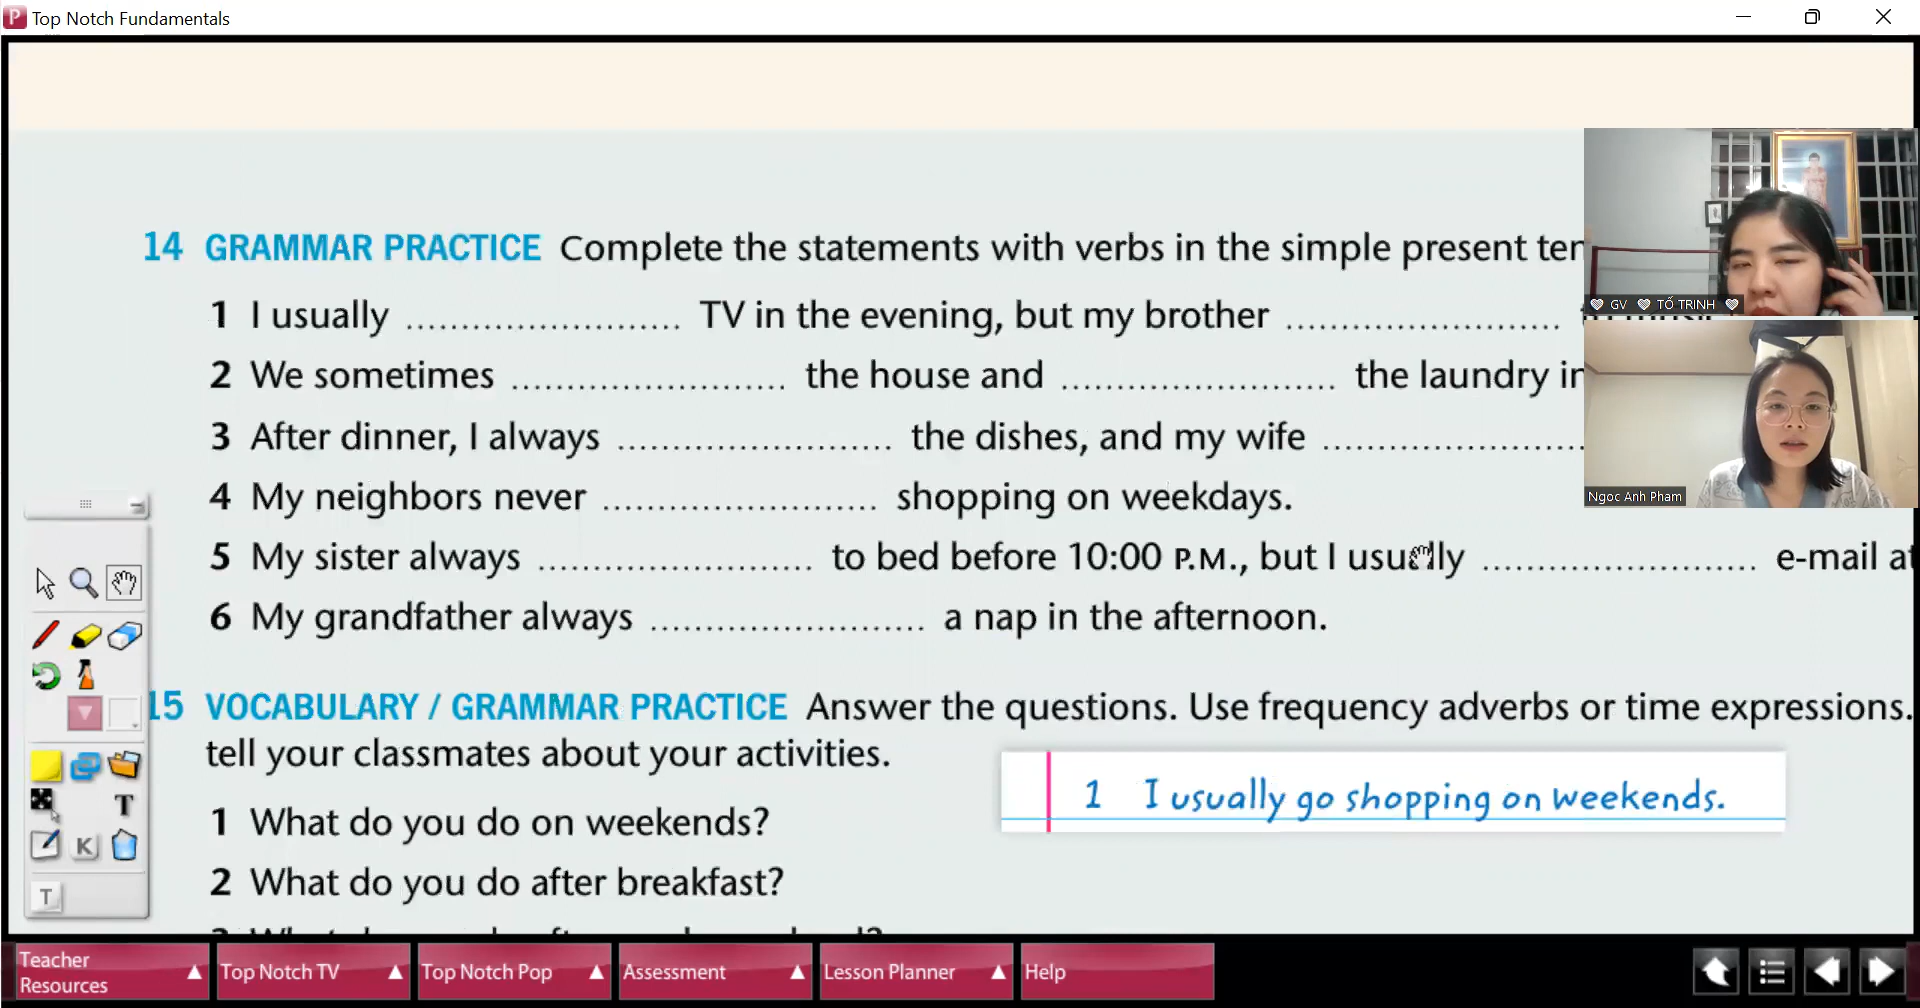 Top Notch Fundamentals
14 GRAMMAR PRACTICE Complete the statements with verbs in the simple present
1 I usually ........................ TV in the evening, but my brother ........................
2 We sometimes ........................ the house and ........................ the laundry
3 After dinner, I always ........................ the dishes, and my wife ........................
4 My neighbors never ........................ shopping on weekdays.
5 My sister always ........................ to bed before 10:00 P.M., but I usually ........................ e-mail
6 My grandfather always ........................ a nap in the afternoon.
GV TỐ TRINH
Ngoc Anh Pham
15 VOCABULARY / GRAMMAR PRACTICE Answer the questions. Use frequency adverbs or time expressions.
tell your classmates about your activities.
1 I usually go shopping on weekends.
1 What do you do on weekends?
2 What do you do after breakfast?
T
K
T
Teacher Resources
Top Notch TV
Top Notch Pop
Assessment
Lesson Planner
Help